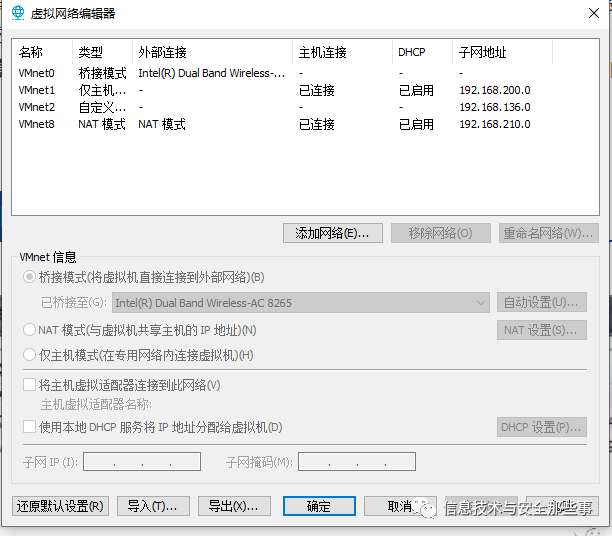 虚拟网络编辑器
名称 类型 外部连接 主机连接 DHCP 子网地址
VMnet0 桥接模式 Intel(R) Dual Band Wireless-... - - -
VMnet1 仅主机... - 已连接 已启用 192.168.200.0
VMnet2 自定义... - - - 192.168.136.0
VMnet8 NAT 模式 NAT 模式 已连接 已启用 192.168.210.0
添加网络(E)... 移除网络(O) 重命名网络(W)...
VMnet 信息
桥接模式(将虚拟机直接连接到外部网络)(B)
已桥接至(G): Intel(R) Dual Band Wireless-AC 8265 自动设置(U)...
NAT 模式(与虚拟机共享主机的 IP 地址)(N) NAT 设置(S)...
仅主机模式(在专用网络内连接虚拟机)(H)
将主机虚拟适配器连接到此网络(V)
主机虚拟适配器名称:
使用本地 DHCP 服务将 IP 地址分配给虚拟机(D) DHCP 设置(P)...
子网 IP (I): . . . 子网掩码(M): . . .
还原默认设置(R) 导入(T)... 导出(X)... 确定 取消
信息技术与安全那些事